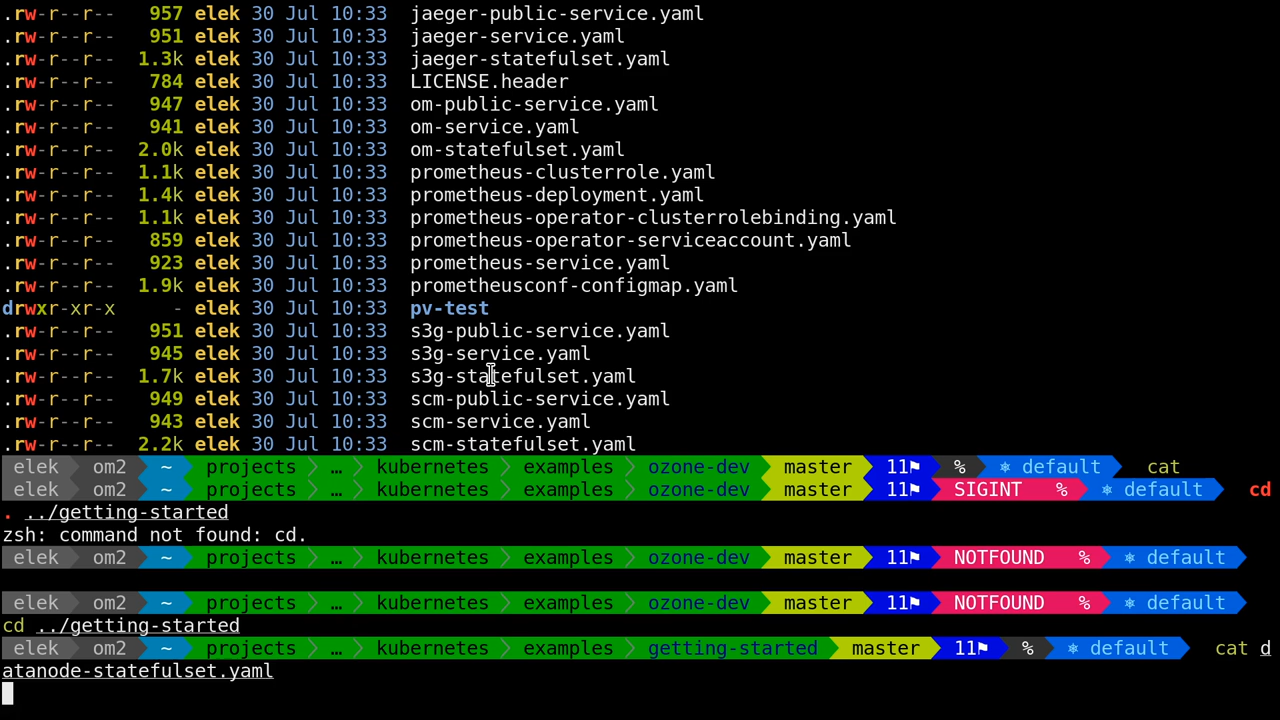 .rw-r--r--   957 elek 30 Jul 10:33  jaeger-public-service.yaml
.rw-r--r--   951 elek 30 Jul 10:33  jaeger-service.yaml
.rw-r--r--  1.3k elek 30 Jul 10:33  jaeger-statefulset.yaml
.rw-r--r--   784 elek 30 Jul 10:33  LICENSE.header
.rw-r--r--   947 elek 30 Jul 10:33  om-public-service.yaml
.rw-r--r--   941 elek 30 Jul 10:33  om-service.yaml
.rw-r--r--  2.0k elek 30 Jul 10:33  om-statefulset.yaml
.rw-r--r--  1.1k elek 30 Jul 10:33  prometheus-clusterrole.yaml
.rw-r--r--  1.4k elek 30 Jul 10:33  prometheus-deployment.yaml
.rw-r--r--  1.1k elek 30 Jul 10:33  prometheus-operator-clusterrolebinding.yaml
.rw-r--r--   859 elek 30 Jul 10:33  prometheus-operator-serviceaccount.yaml
.rw-r--r--   923 elek 30 Jul 10:33  prometheus-service.yaml
.rw-r--r--  1.9k elek 30 Jul 10:33  prometheusconf-configmap.yaml
drwxr-xr-x     - elek 30 Jul 10:33  pv-test
.rw-r--r--   951 elek 30 Jul 10:33  s3g-public-service.yaml
.rw-r--r--   945 elek 30 Jul 10:33  s3g-service.yaml
.rw-r--r--  1.7k elek 30 Jul 10:33  s3g-statefulset.yaml
.rw-r--r--   949 elek 30 Jul 10:33  scm-public-service.yaml
.rw-r--r--   943 elek 30 Jul 10:33  scm-service.yaml
.rw-r--r--  2.2k elek 30 Jul 10:33  scm-statefulset.yaml
elek om2 ~ projects … kubernetes examples ozone-dev master 11⚑ % ⎈ default cat
elek om2 ~ projects … kubernetes examples ozone-dev master 11⚑ SIGINT % ⎈ default cd
. ../getting-started
zsh: command not found: cd.
elek om2 ~ projects … kubernetes examples ozone-dev master 11⚑ NOTFOUND % ⎈ default
elek om2 ~ projects … kubernetes examples ozone-dev master 11⚑ NOTFOUND % ⎈ default
cd ../getting-started
elek om2 ~ projects … kubernetes examples getting-started master 11⚑ % ⎈ default cat d
atanode-statefulset.yaml